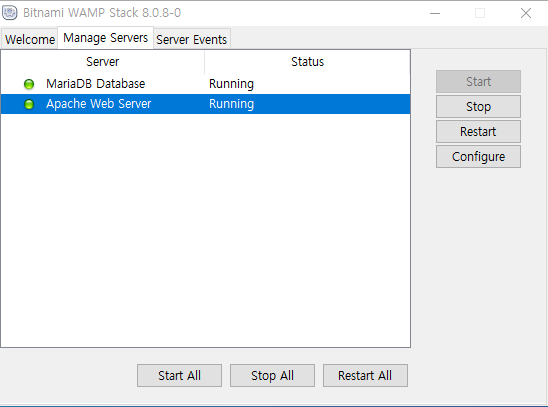 Bitnami WAMP Stack 8.0.8-0
Welcome Manage Servers Server Events
Server Status
MariaDB Database Running
Apache Web Server Running
Start
Stop
Restart
Configure
Start All Stop All Restart All